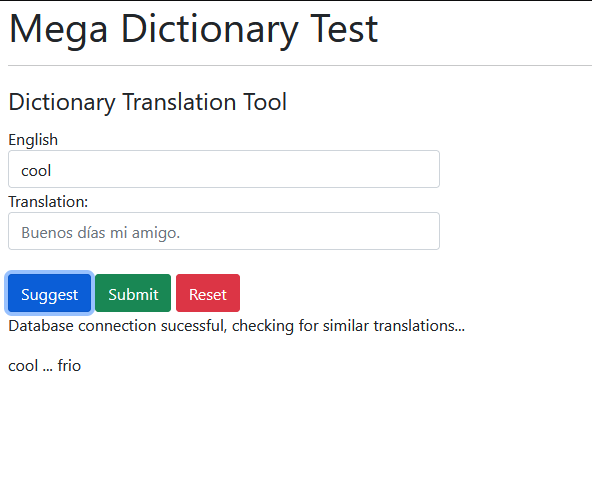 Mega Dictionary Test
Dictionary Translation Tool
English
cool
Translation:
Buenos días mi amigo.
Suggest Submit Reset
Database connection sucessful, checking for similar translations...
cool ... frio